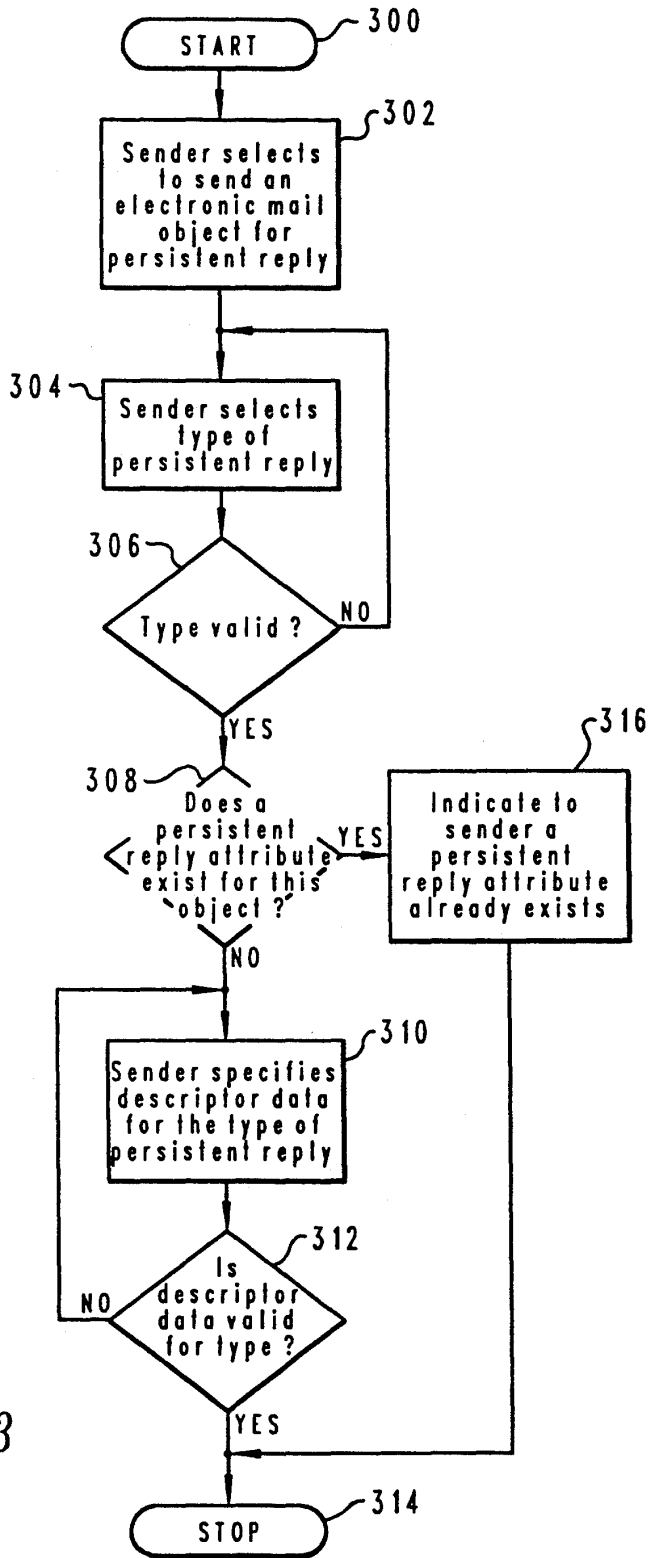 START
300
302
Sender selects
to send an
electronic mail
object for
persistent reply
304
Sender selects
type of
persistent reply
306
Type valid ?
NO
YES
308
Does a
persistent
reply attribute
exist for this
object ?
YES
NO
316
Indicate to
sender a
persistent
reply attribute
already exists
310
Sender specifies
descriptor data
for the type of
persistent reply
312
Is
descriptor
data valid
for type ?
NO
YES
3
STOP
314